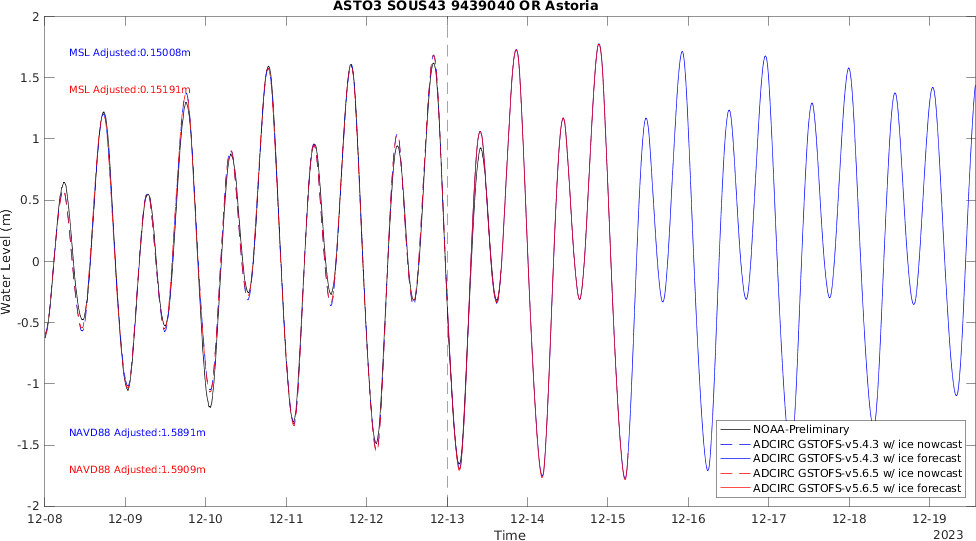 ASTO3 SOUS43 9439040 OR Astoria
2
1.5
1
0.5
0
-0.5
-1
-1.5
-2
Water Level (m)
MSL Adjusted:0.15008m
MSL Adjusted:0.15191m
NAVD88 Adjusted:1.5891m
NAVD88 Adjusted:1.5909m
NOAA-Preliminary
ADCIRC GSTOFS-v5.4.3 w/ ice nowcast
ADCIRC GSTOFS-v5.4.3 w/ ice forecast
ADCIRC GSTOFS-v5.6.5 w/ ice nowcast
ADCIRC GSTOFS-v5.6.5 w/ ice forecast
12-08 12-09 12-10 12-11 12-12 12-13 12-14 12-15 12-16 12-17 12-18 12-19
Time
2023